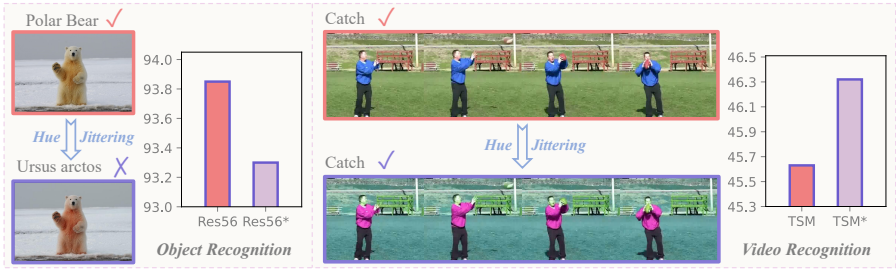 Polar Bear ✓
Hue Jittering
Ursus arctos ✗
94.0
93.8
93.6
93.4
93.2
93.0
Res56 Res56*
Object Recognition
Catch ✓
Hue Jittering
Catch ✓
46.5
46.3
46.1
45.9
45.7
45.5
45.3
TSM TSM*
Video Recognition